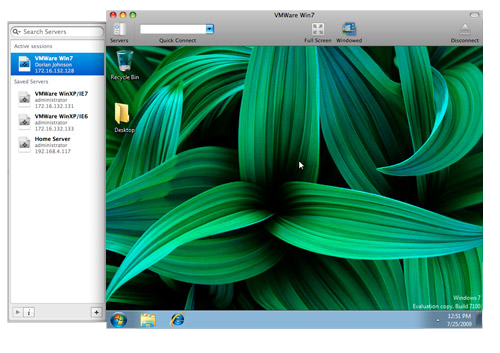 VMWare Win7
Servers
Quick Connect
Full Screen
Windowed
Disconnect
Search Servers
Active sessions
VMWare Win7
Dorian Johnson
172.16.132.128
Saved Servers
VMWare WinXP/IE7
administrator
172.16.132.131
VMWare WinXP/IE6
administrator
172.16.132.133
Home Server
administrator
192.168.4.117
Recycle Bin
Desktop
Windows 7
Evaluation copy. Build 7100
12:51 PM
7/25/2009